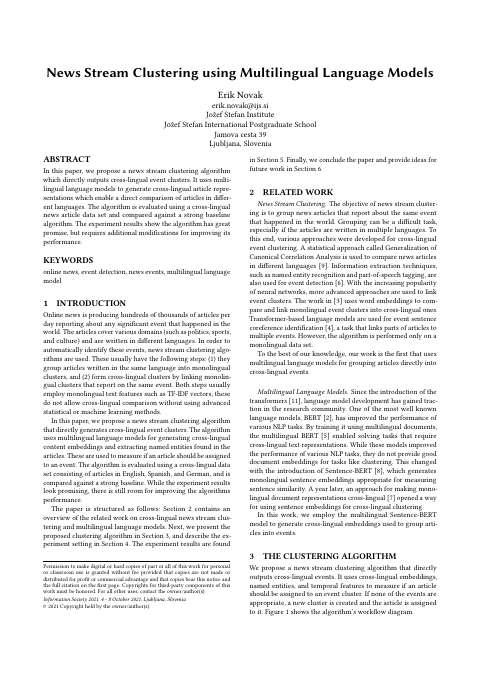 News Stream Clustering using Multilingual Language Models
Erik Novak
erik.novak@ijs.si
Jožef Stefan Institute
Jožef Stefan International Postgraduate School
Jamova cesta 39
Ljubljana, Slovenia
ABSTRACT
In this paper, we propose a news stream clustering algorithm
which directly outputs cross-lingual event clusters. It uses multi-
lingual language models to generate cross-lingual article repre-
sentations which enable a direct comparison of articles in differ-
ent languages. The algorithm is evaluated using a cross-lingual
news article data set and compared against a strong baseline
algorithm. The experiment results show the algorithm has great
promise, but requires additional modifications for improving its
performance.
KEYWORDS
online news, event detection, news events, multilingual language
model
1 INTRODUCTION
Online news is producing hundreds of thousands of articles per
day reporting about any significant event that happened in the
world. The articles cover various domains (such as politics, sports,
and culture) and are written in different languages. In order to
automatically identify these events, news stream clustering algo-
rithms are used. These usually have the following steps: (1) they
group articles written in the same language into monolingual
clusters, and (2) form cross-lingual clusters by linking monolin-
gual clusters that report on the same event. Both steps usually
employ monolingual text features such as TF-IDF vectors; these
do not allow cross-lingual comparison without using advanced
statistical or machine learning methods.
In this paper, we propose a news stream clustering algorithm
that directly generates cross-lingual event clusters. The algorithm
uses multilingual language models for generating cross-lingual
content embeddings and extracting named entities found in the
articles. These are used to measure if an article should be assigned
to an event. The algorithm is evaluated using a cross-lingual data
set consisting of articles in English, Spanish, and German, and is
compared against a strong baseline. While the experiment results
look promising, there is still room for improving the algorithms
performance.
The paper is structured as follows: Section 2 contains an
overview of the related work on cross-lingual news stream clus-
tering and multilingual language models. Next, we present the
proposed clustering algorithm in Section 3, and describe the ex-
periment setting in Section 4. The experiment results are found
Permission to make digital or hard copies of part or all of this work for personal
or classroom use is granted without fee provided that copies are not made or
distributed for profit or commercial advantage and that copies bear this notice and
the full citation on the first page. Copyrights for third-party components of this
work must be honored. For all other uses, contact the owner/author(s).
Information Society 2021, 4–8 October 2021, Ljubljana, Slovenia
© 2021 Copyright held by the owner/author(s).
in Section 5. Finally, we conclude the paper and provide ideas for
future work in Section 6.
2 RELATED WORK
News Stream Clustering. The objective of news stream cluster-
ing is to group news articles that report about the same event
that happened in the world. Grouping can be a difficult task,
especially if the articles are written in multiple languages. To
this end, various approaches were developed for cross-lingual
event clustering. A statistical approach called Generalization of
Canonical Correlation Analysis is used to compare news articles
in different languages [9]. Information extraction techniques,
such as named entity recognition and part-of-speech tagging, are
also used for event detection [6]. With the increasing popularity
of neural networks, more advanced approaches are used to link
event clusters. The work in [3] uses word embeddings to com-
pare and link monolingual event clusters into cross-lingual ones.
Transformer-based language models are used for event sentence
coreference identification [4], a task that links parts of articles to
multiple events. However, the algorithm is performed only on a
monolingual data set.
To the best of our knowledge, our work is the first that uses
multilingual models for grouping articles directly into
cross-lingual events.
Multilingual Language Models. Since the introduction of the
transformers [11], language model development has gained trac-
tion in the research community. One of the most well known
language models, BERT [2], has improved the performance of
various NLP tasks. By training it using multilingual documents,
the multilingual BERT [5] enabled solving tasks that require
cross-lingual text representations. While these models improved
the performance of various NLP tasks, they do not provide good
document embeddings for tasks like clustering. This changed
with the introduction of Sentence-BERT [8], which generates
monolingual sentence embeddings appropriate for measuring
sentence similarity. A year later, an approach for making mono-
lingual document representations cross-lingual [7] opened a way
for using sentence embeddings for cross-lingual clustering.
In this work, we employ the multilingual Sentence-BERT
model to generate cross-lingual embeddings used to group arti-
cles into events.
3 THE CLUSTERING ALGORITHM
We propose a news stream clustering algorithm that directly
outputs cross-lingual events. It uses cross-lingual embeddings,
named entities, and temporal features to measure if an article
should be assigned to an event cluster. If none of the events are
appropriate, a new cluster is created and the article is assigned
to it. Figure 1 shows the algorithm's workflow diagram.